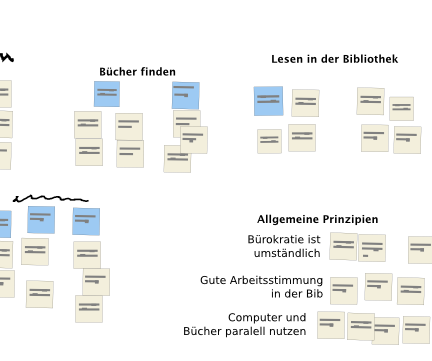 Bücher finden
Lesen in der Bibliothek
Allgemeine Prinzipien
Bürokratie ist
umständlich
Gute Arbeitsstimmung
in der Bib
Computer und
Bücher paralell nutzen